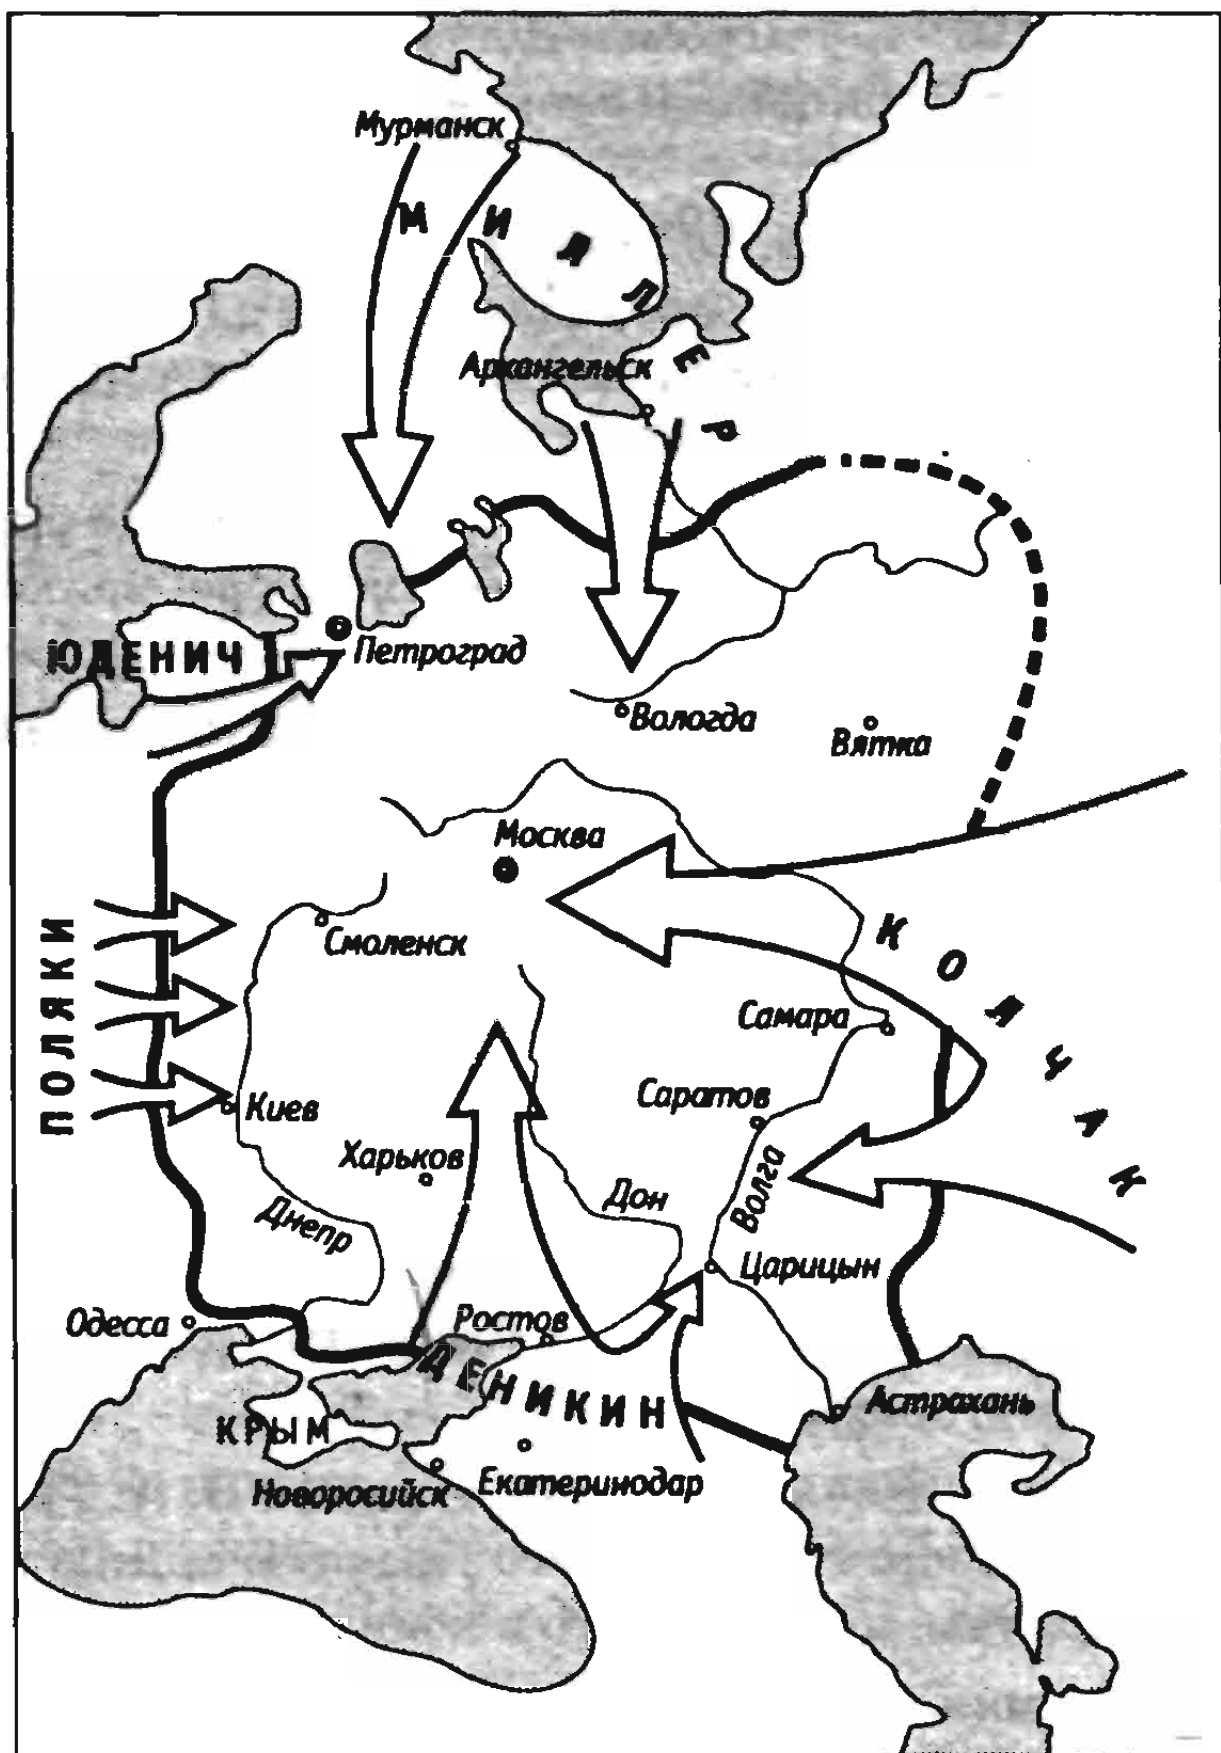 Мурманск
МИЛЛЕР
Архангельск
ЮДЕНИЧ
Петроград
Вологда
Вятка
Москва
ПОЛЯКИ
Смоленск
КОЛЧАК
Самара
Киев
Саратов
Харьков
Волга
Днепр
Дон
Царицын
Одесса
Ростов
ДЕНИКИН
Астрахань
КРЫМ
Новоросийск
Екатеринодар